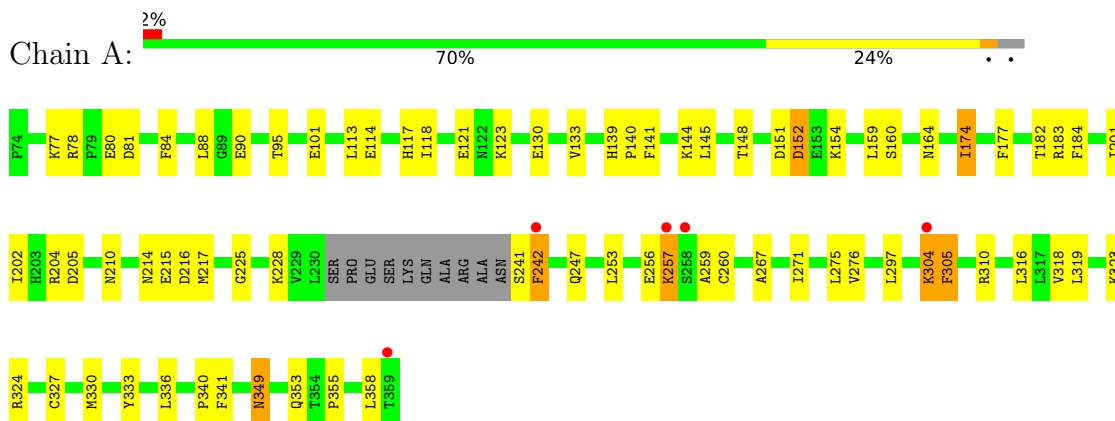 2%
Chain A:
70% 24% • •
P74 K77 R78 P79 E80 D81 F84 L88 G89 E90 T95 E101 L113 E114 H117 I118 E121 N122 K123 E130 V133 H139 P140 F141 K144 L145 T148 D151 D152 E153 K154 L159 S160 N164 I174 F177 T182 R183 F184
I202 H203 R204 D205 N210 N214 E215 D216 M217 G225 K228 V229 L230 SER PRO GLU SER LYS GLN ALA ARG ALA ASN S241 F242 Q247 L253 E256 K257 S258 A259 C260 A267 I271 L275 V276 L297 K304 F305 R310 L316 L317 V318 L319
R324 C327 M330 Y333 L336 P340 F341 N349 Q353 T354 P355 L358 T359